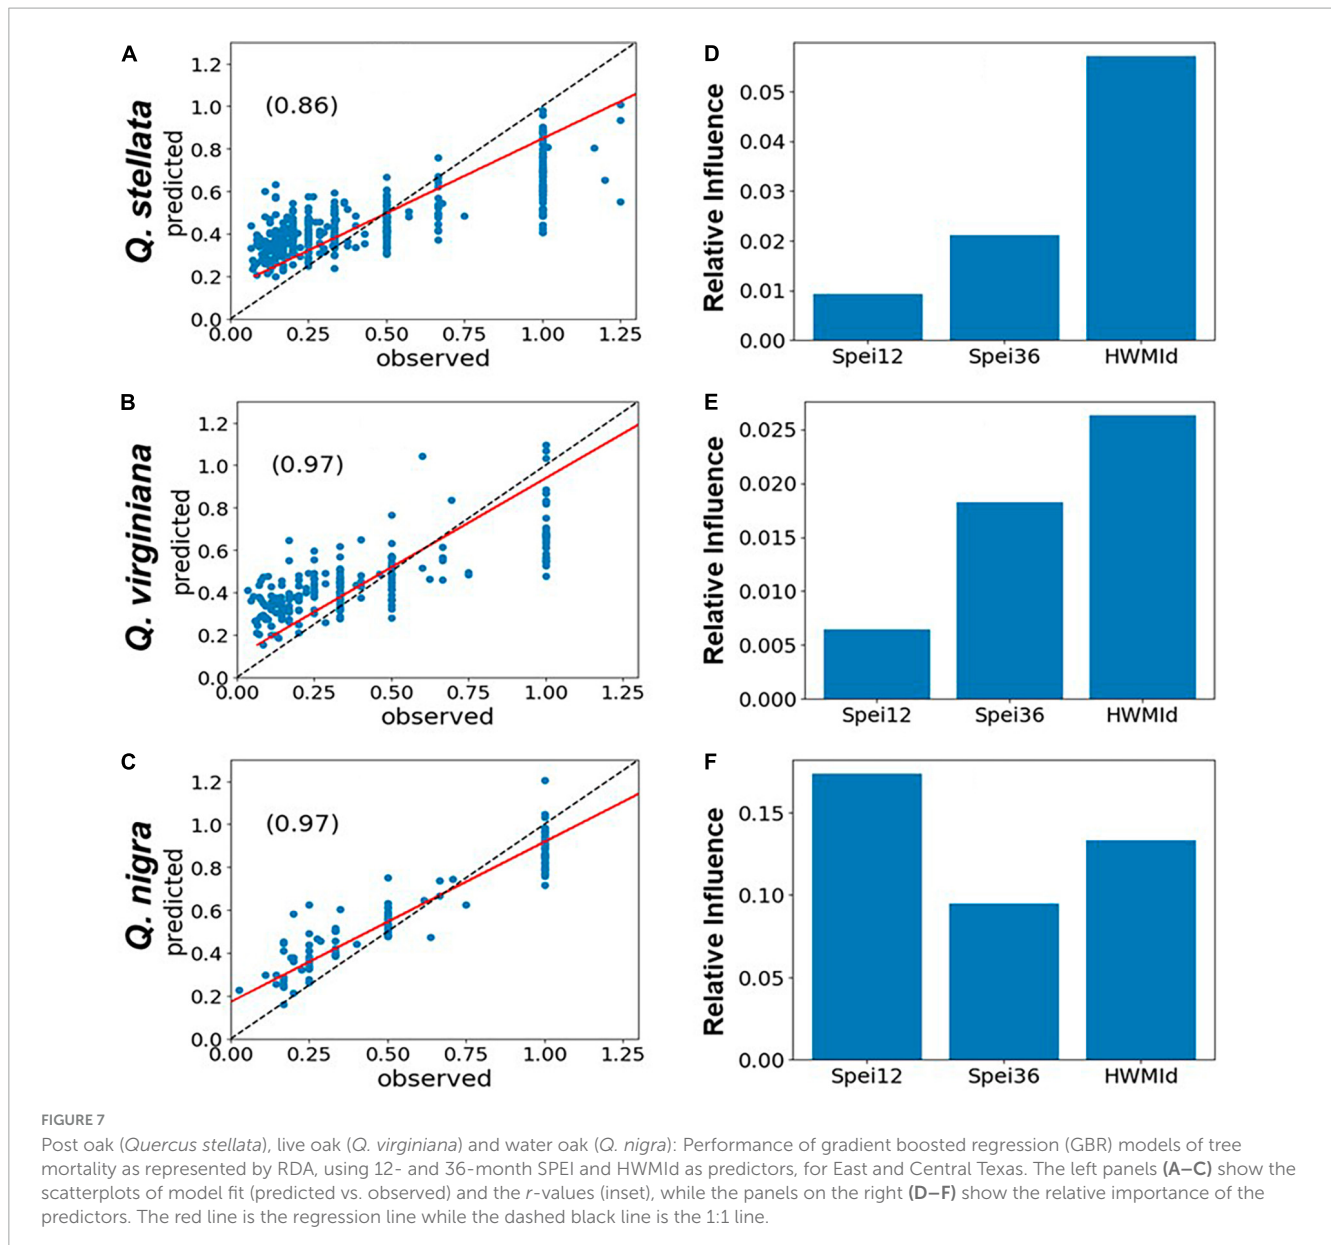 A
Q. stellata
predicted
1.2
1.0
0.8
0.6
0.4
0.2
0.0
(0.86)
0.00 0.25 0.50 0.75 1.00 1.25
observed
D
Relative Influence
0.05
0.04
0.03
0.02
0.01
0.00
Spei12 Spei36 HWMId
B
Q. virginiana
predicted
1.2
1.0
0.8
0.6
0.4
0.2
0.0
(0.97)
0.00 0.25 0.50 0.75 1.00 1.25
observed
E
Relative Influence
0.025
0.020
0.015
0.010
0.005
0.000
Spei12 Spei36 HWMId
C
Q. nigra
predicted
1.2
1.0
0.8
0.6
0.4
0.2
0.0
(0.97)
0.00 0.25 0.50 0.75 1.00 1.25
observed
F
Relative Influence
0.15
0.10
0.05
0.00
Spei12 Spei36 HWMId
FIGURE 7
Post oak (Quercus stellata), live oak (Q. virginiana) and water oak (Q. nigra): Performance of gradient boosted regression (GBR) models of tree
mortality as represented by RDA, using 12- and 36-month SPEI and HWMId as predictors, for East and Central Texas. The left panels (A–C) show the
scatterplots of model fit (predicted vs. observed) and the r-values (inset), while the panels on the right (D–F) show the relative importance of the
predictors. The red line is the regression line while the dashed black line is the 1:1 line.